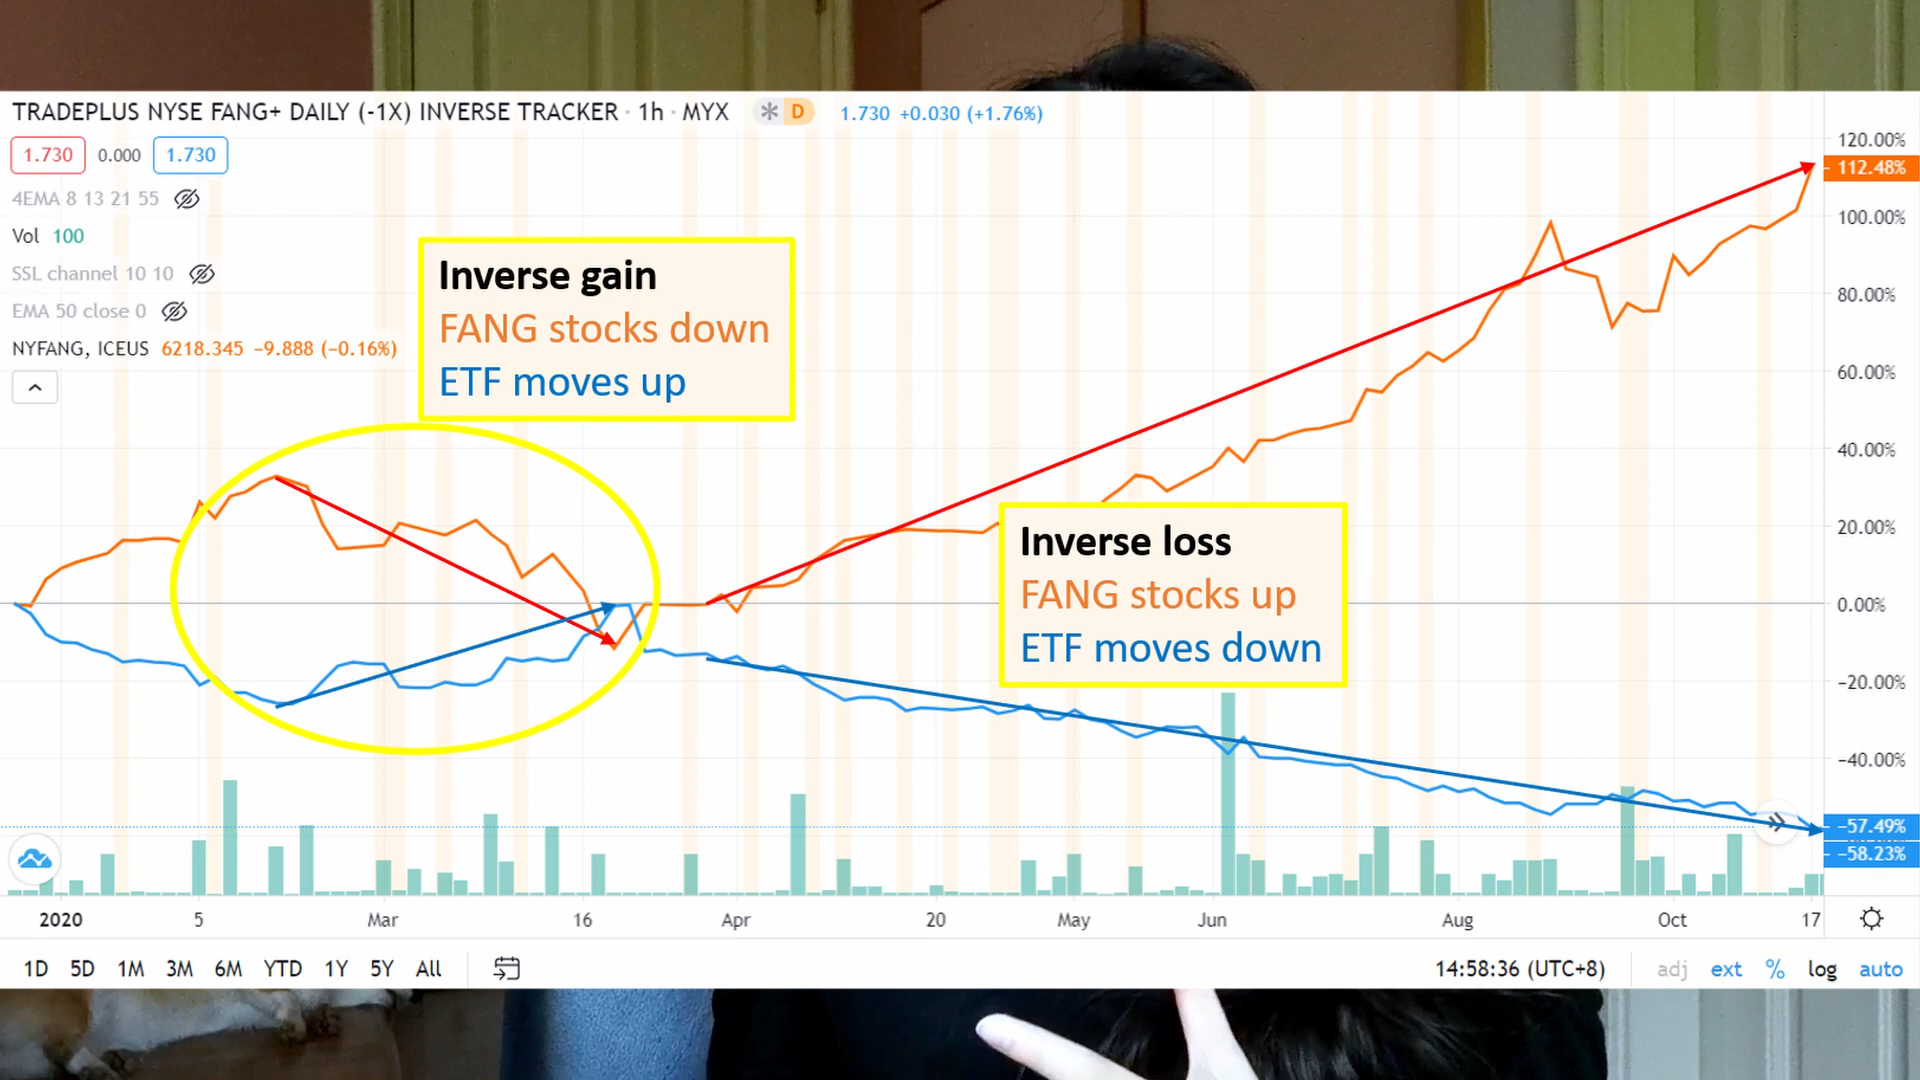 TRADEPLUS NYSE FANG+ DAILY (-1X) INVERSE TRACKER · 1h · MYX * D 1.730 +0.030 (+1.76%)
1.730 0.000 1.730
4EMA 8 13 21 55
Vol 100
SSL channel 10 10
EMA 50 close 0
NYFANG, ICEUS 6218.345 −9.888 (−0.16%)
Inverse gain
FANG stocks down
ETF moves up
Inverse loss
FANG stocks up
ETF moves down
120.00%
112.48%
100.00%
80.00%
60.00%
40.00%
20.00%
0.00%
−20.00%
−40.00%
−57.49%
−58.23%
2020 5 Mar 16 Apr 20 May Jun Aug Oct 17
1D 5D 1M 3M 6M YTD 1Y 5Y All 14:58:36 (UTC+8) adj ext % log auto